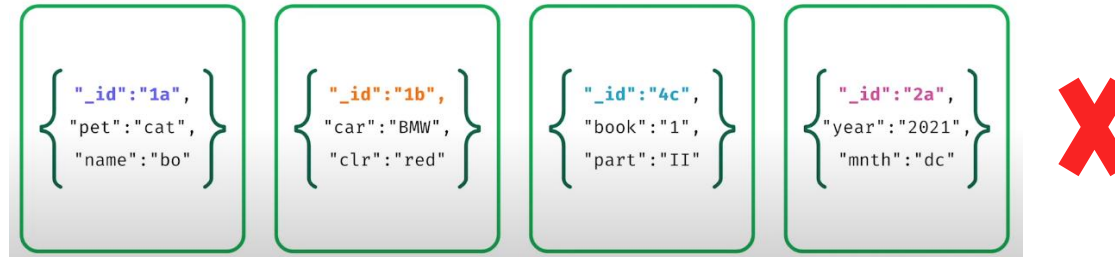 "_id":"1a",
"pet":"cat",
"name":"bo"
"_id":"1b",
"car":"BMW",
"clr":"red"
"_id":"4c",
"book":"1",
"part":"II"
"_id":"2a",
"year":"2021",
"mnth":"dc"